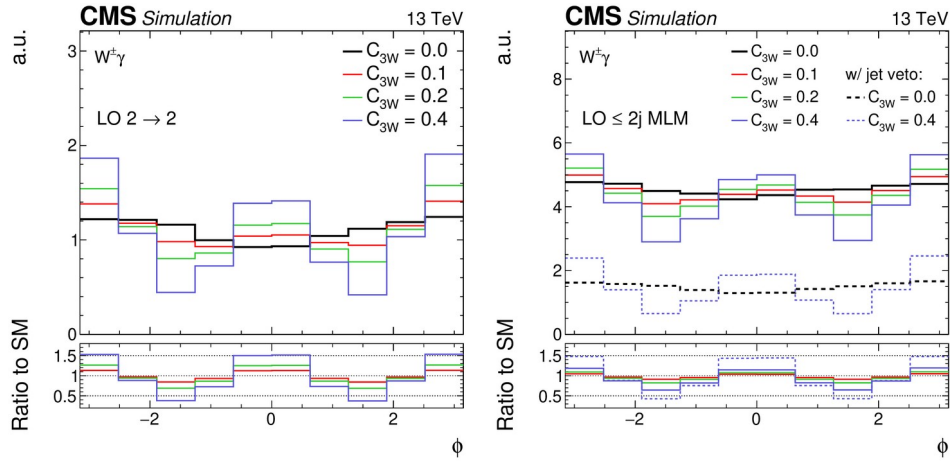 CMS Simulation 13 TeV
a.u.
W±γ
C3W = 0.0
C3W = 0.1
C3W = 0.2
C3W = 0.4
LO 2 → 2
3
2
1
0
Ratio to SM
1.5
1
0.5
−2 0 2
ϕ
CMS Simulation 13 TeV
a.u.
W±γ
C3W = 0.0
C3W = 0.1
C3W = 0.2
C3W = 0.4
w/ jet veto:
C3W = 0.0
C3W = 0.4
LO ≤ 2j MLM
8
6
4
2
0
Ratio to SM
1.5
1
0.5
−2 0 2
ϕ